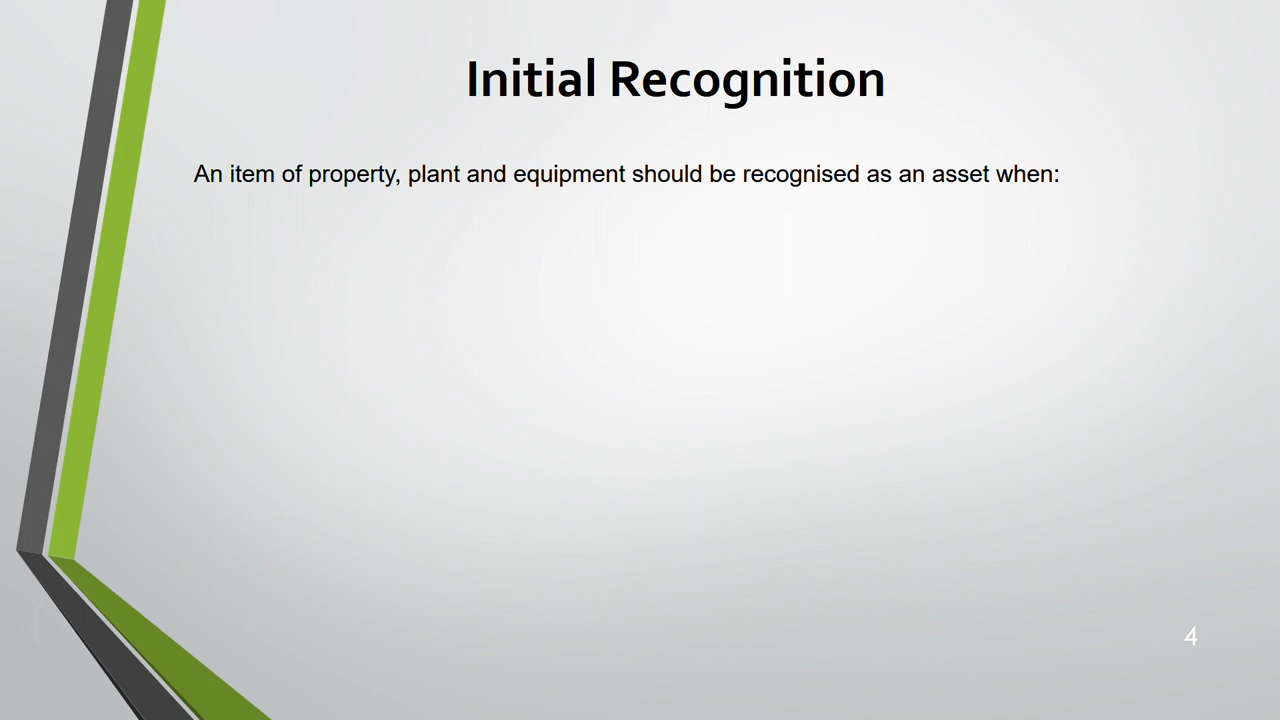 Initial Recognition
An item of property, plant and equipment should be recognised as an asset when:
4